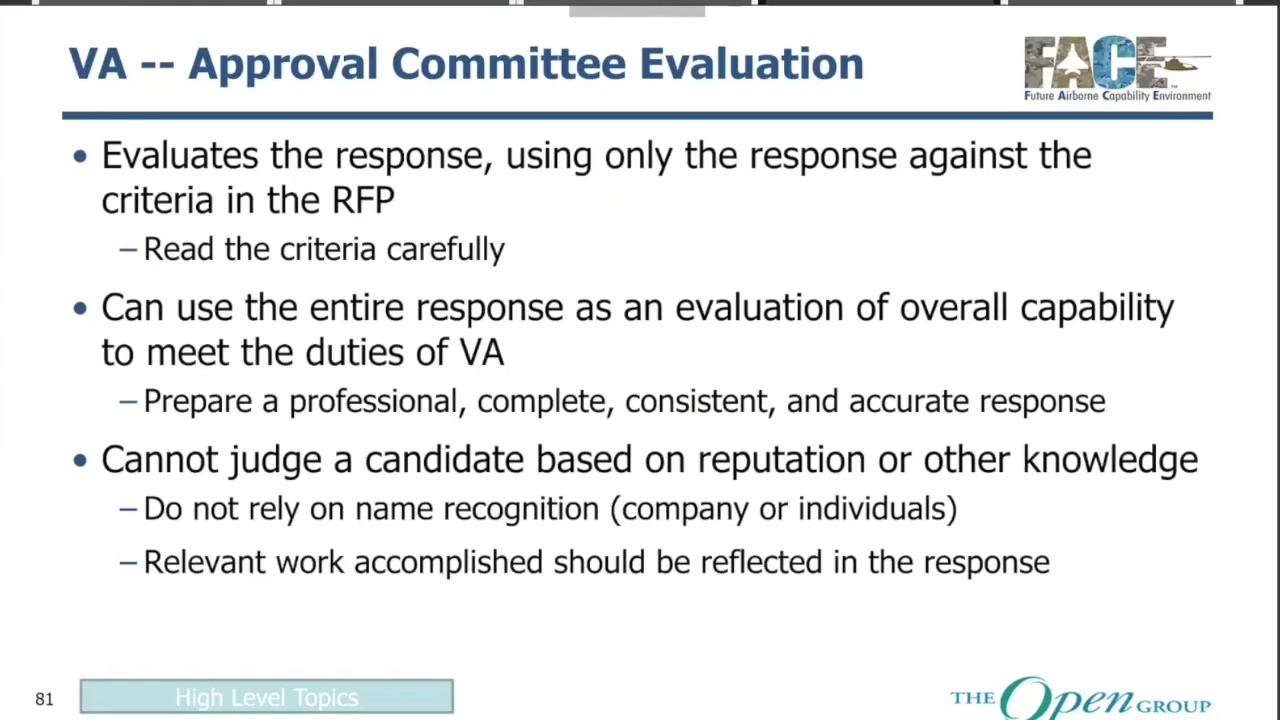 VA -- Approval Committee Evaluation
FACE™
Future Airborne Capability Environment
• Evaluates the response, using only the response against the
criteria in the RFP
– Read the criteria carefully
• Can use the entire response as an evaluation of overall capability
to meet the duties of VA
– Prepare a professional, complete, consistent, and accurate response
• Cannot judge a candidate based on reputation or other knowledge
– Do not rely on name recognition (company or individuals)
– Relevant work accomplished should be reflected in the response
81
High Level Topics
THE Open GROUP